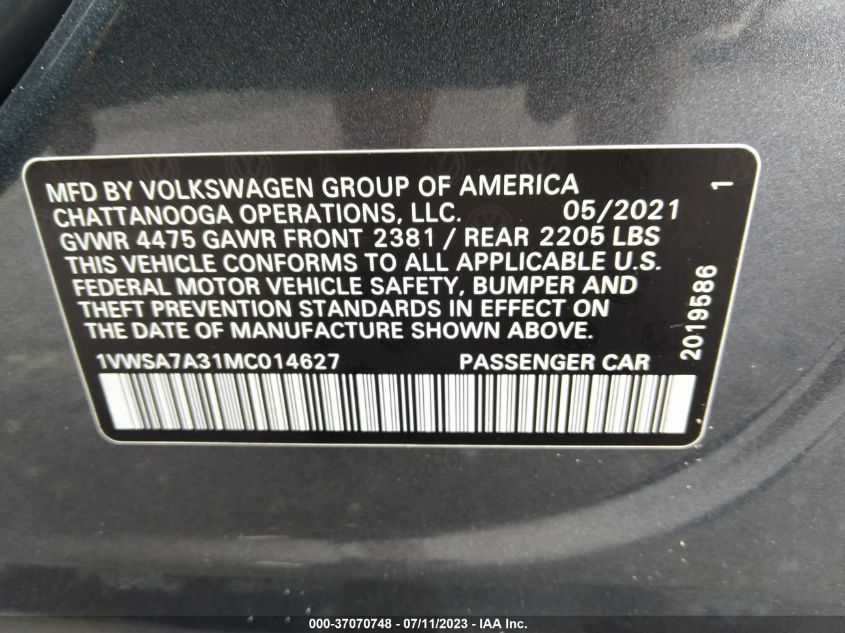 MFD BY VOLKSWAGEN GROUP OF AMERICA
CHATTANOOGA OPERATIONS, LLC. 05/2021
GVWR 4475 GAWR FRONT 2381 / REAR 2205 LBS
THIS VEHICLE CONFORMS TO ALL APPLICABLE U.S.
FEDERAL MOTOR VEHICLE SAFETY, BUMPER AND
THEFT PREVENTION STANDARDS IN EFFECT ON
THE DATE OF MANUFACTURE SHOWN ABOVE.
1VWSA7A31MC014627 PASSENGER CAR
2019586 1
000-37070748 - 07/11/2023 - IAA Inc.